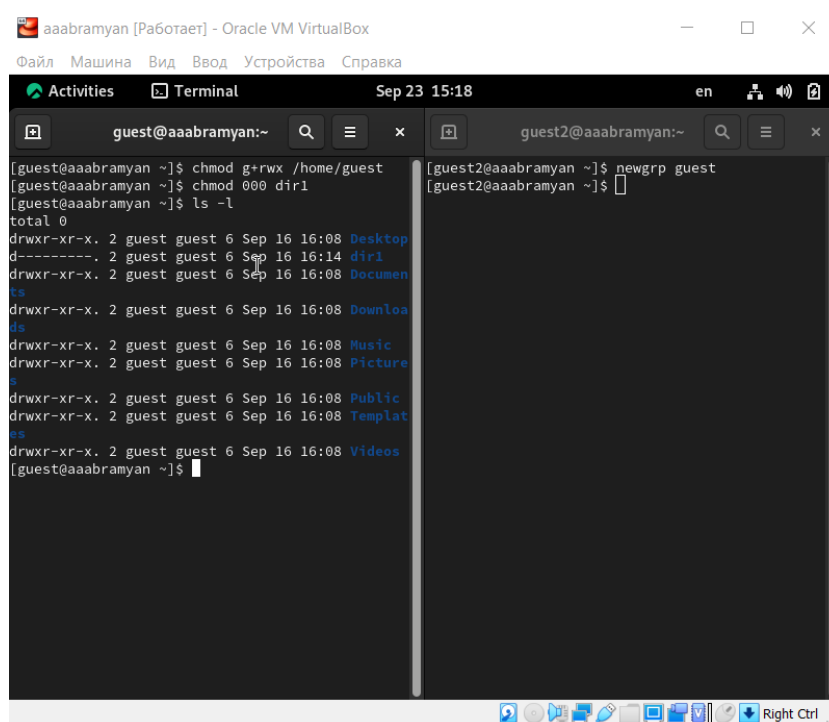 aaabramyan [Работает] - Oracle VM VirtualBox
Файл Машина Вид Ввод Устройства Справка
Activities Terminal Sep 23 15:18 en
guest@aaabramyan:~
[guest@aaabramyan ~]$ chmod g+rwx /home/guest
[guest@aaabramyan ~]$ chmod 000 dir1
[guest@aaabramyan ~]$ ls -l
total 0
drwxr-xr-x. 2 guest guest 6 Sep 16 16:08 Desktop
d---------. 2 guest guest 6 Sep 16 16:14 dir1
drwxr-xr-x. 2 guest guest 6 Sep 16 16:08 Documen
ts
drwxr-xr-x. 2 guest guest 6 Sep 16 16:08 Downloa
ds
drwxr-xr-x. 2 guest guest 6 Sep 16 16:08 Music
drwxr-xr-x. 2 guest guest 6 Sep 16 16:08 Picture
s
drwxr-xr-x. 2 guest guest 6 Sep 16 16:08 Public
drwxr-xr-x. 2 guest guest 6 Sep 16 16:08 Templat
es
drwxr-xr-x. 2 guest guest 6 Sep 16 16:08 Videos
[guest@aaabramyan ~]$
guest2@aaabramyan:~
[guest2@aaabramyan ~]$ newgrp guest
[guest2@aaabramyan ~]$
Right Ctrl